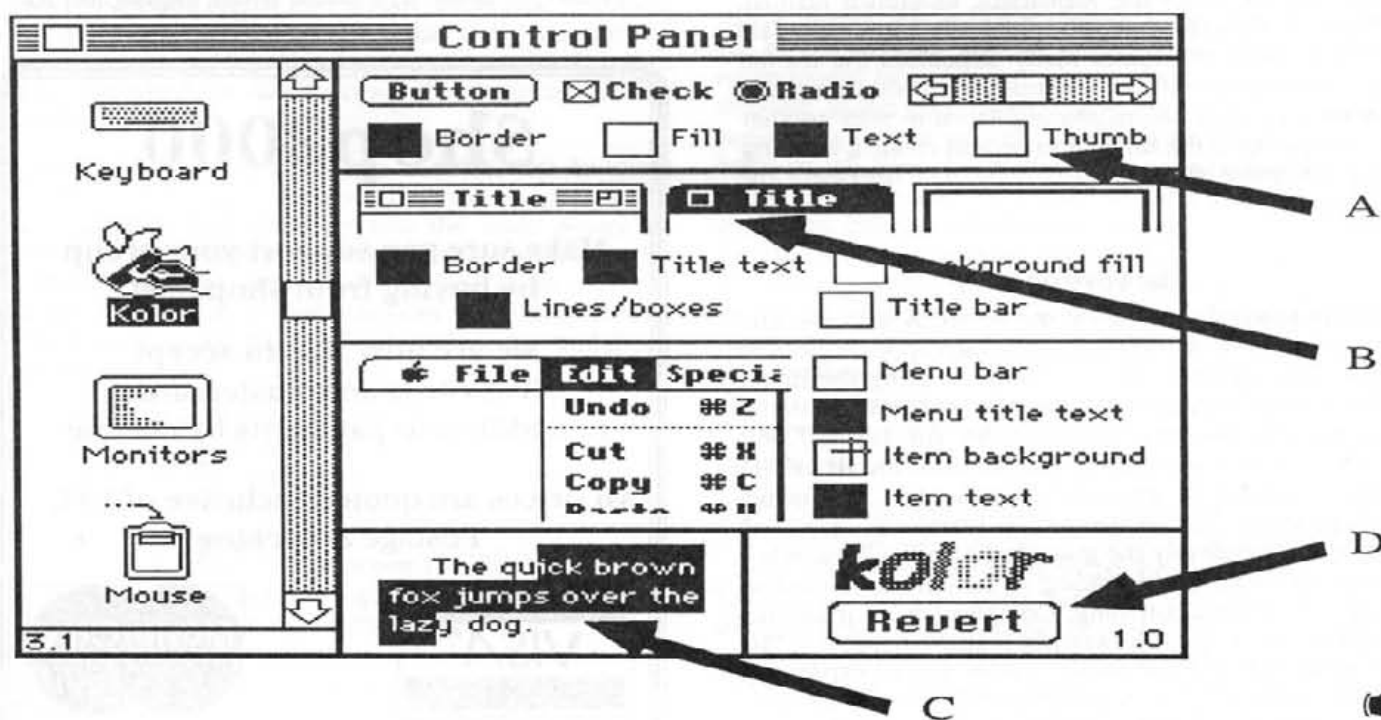 Control Panel
Keyboard
Kolor
Monitors
Mouse
3.1
Button Check Radio
Border Fill Text Thumb
Title Title
Border Title text Background fill
Lines/boxes Title bar
File Edit Specia
Undo ⌘Z
Cut ⌘X
Copy ⌘C
Menu bar
Menu title text
Item background
Item text
The quick brown
fox jumps over the
lazy dog.
kolor
Revert
1.0
A
B
C
D